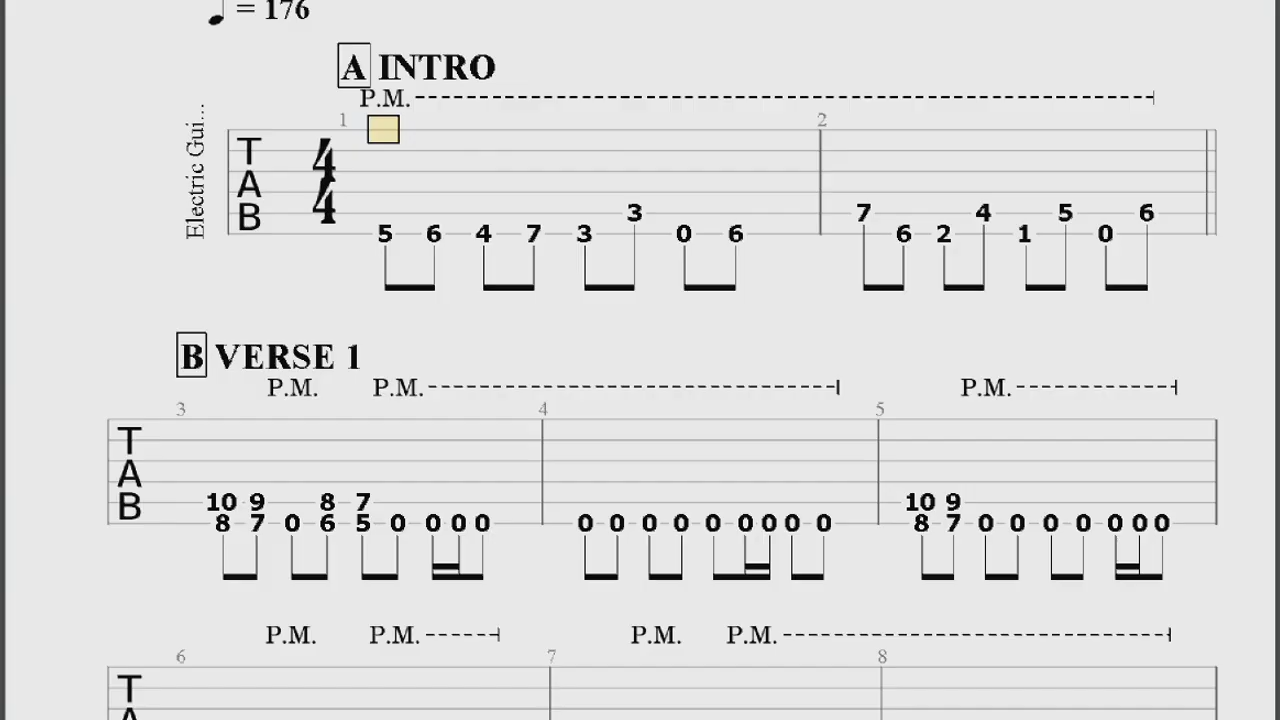 ♩ = 176
A INTRO
P.M.
1 2
Electric Gui...
T
A
B
4
4
3 7 4 5 6
5 6 4 7 3 0 6 6 2 1 0
B VERSE 1
P.M. P.M. P.M.
3 4 5
T
A
B
10 9 8 7 10 9
8 7 0 6 5 0 0 0 0 0 0 0 0 0 0 0 0 0 8 7 0 0 0 0 0 0 0
P.M. P.M. P.M. P.M.
6 7 8
T
A